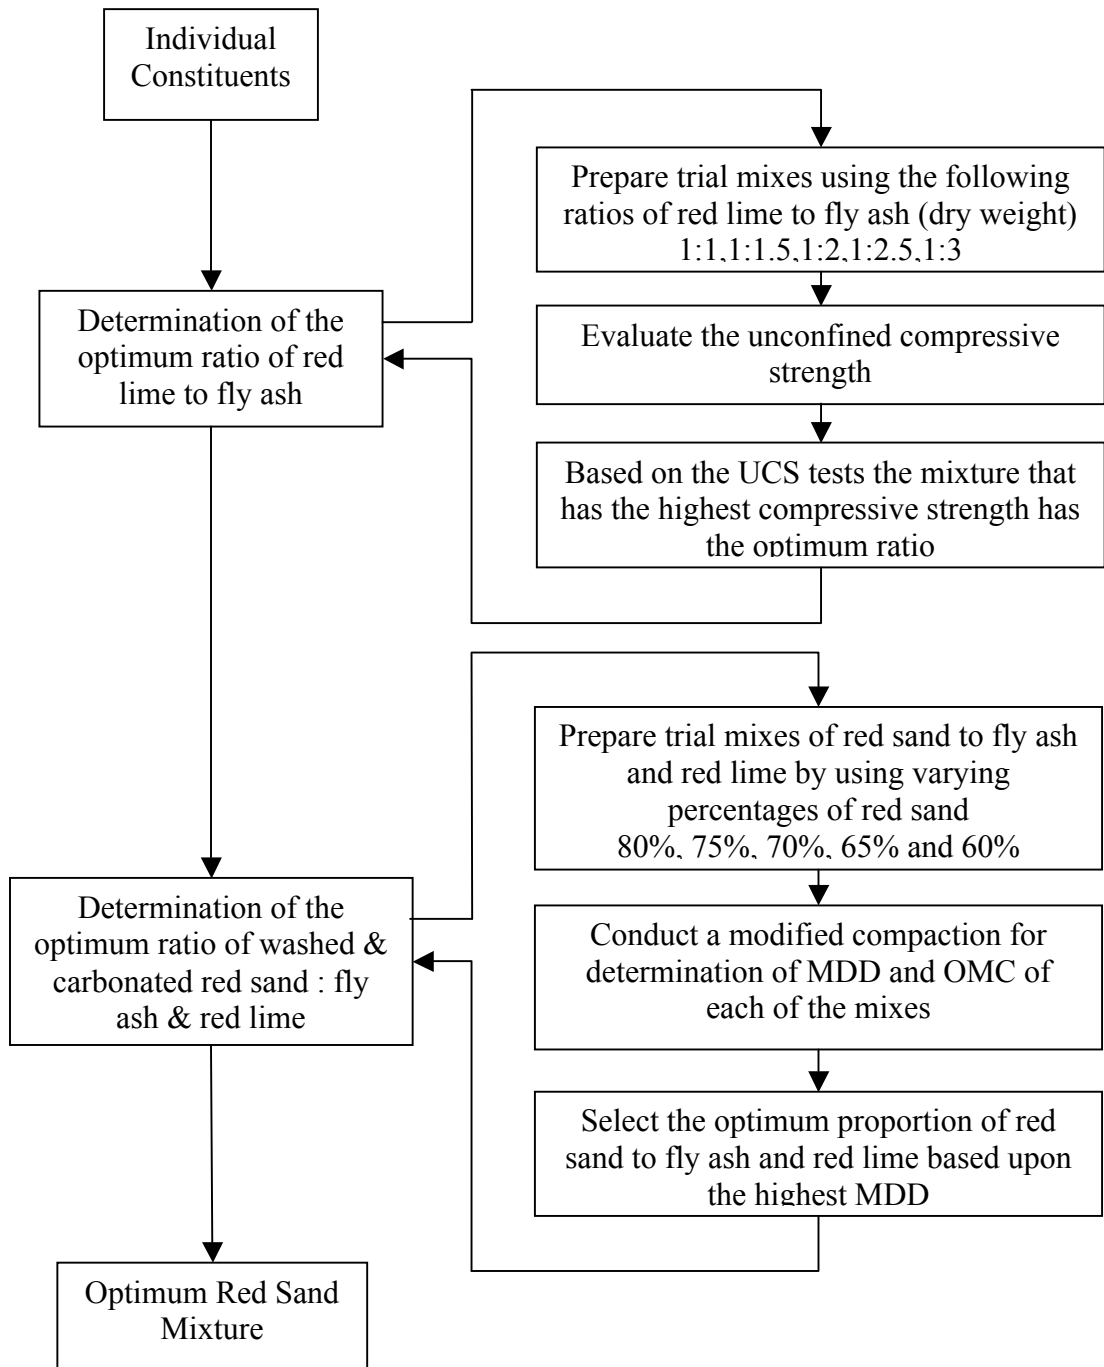 Individual
Constituents
Prepare trial mixes using the following
ratios of red lime to fly ash (dry weight)
1:1,1:1.5,1:2,1:2.5,1:3
Determination of the
optimum ratio of red
lime to fly ash
Evaluate the unconfined compressive
strength
Based on the UCS tests the mixture that
has the highest compressive strength has
the optimum ratio
Prepare trial mixes of red sand to fly ash
and red lime by using varying
percentages of red sand
80%, 75%, 70%, 65% and 60%
Determination of the
optimum ratio of washed &
carbonated red sand : fly
ash & red lime
Conduct a modified compaction for
determination of MDD and OMC of
each of the mixes
Select the optimum proportion of red
sand to fly ash and red lime based upon
the highest MDD
Optimum Red Sand
Mixture